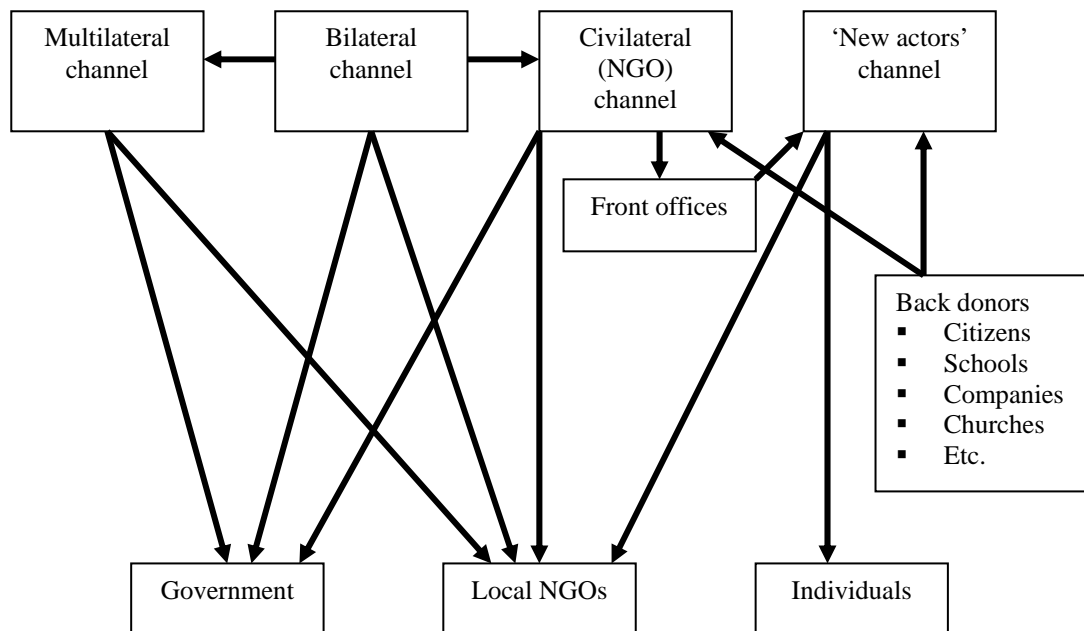 Multilateral
channel
Bilateral
channel
Civilateral
(NGO)
channel
‘New actors’
channel
Front offices
Back donors
▪ Citizens
▪ Schools
▪ Companies
▪ Churches
▪ Etc.
Government
Local NGOs
Individuals